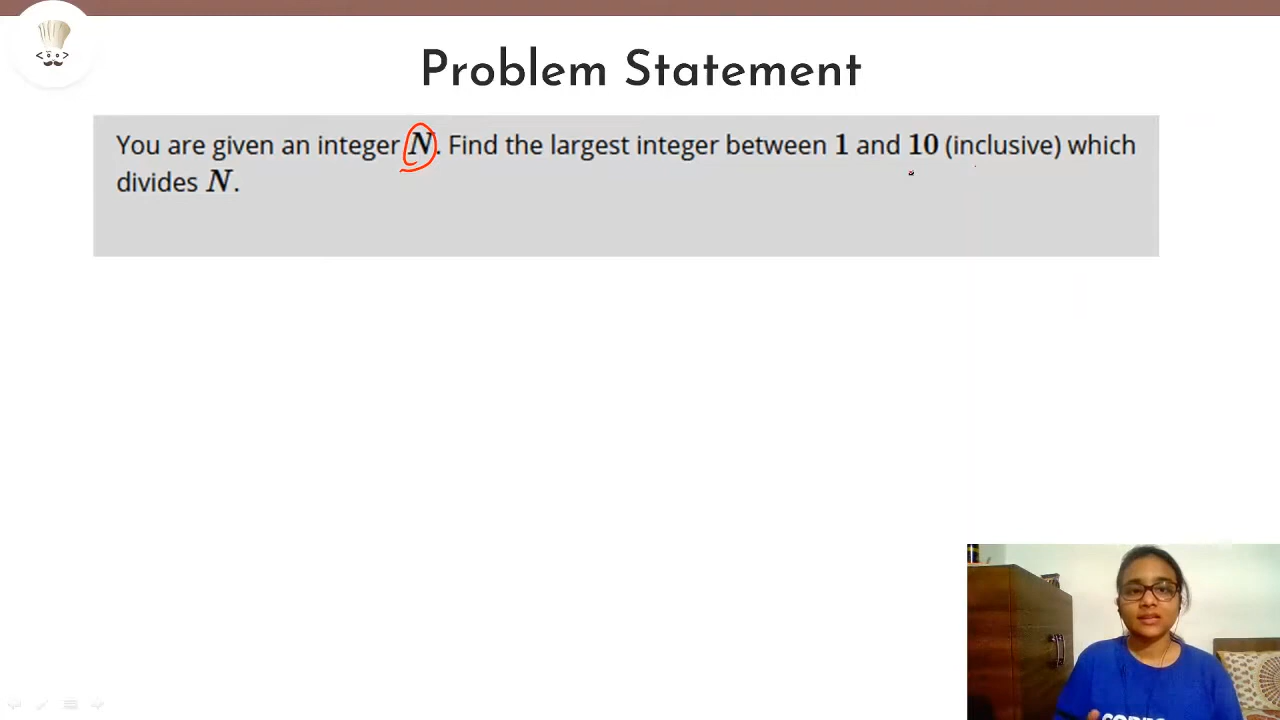 Problem Statement
You are given an integer N. Find the largest integer between 1 and 10 (inclusive) which
divides N.